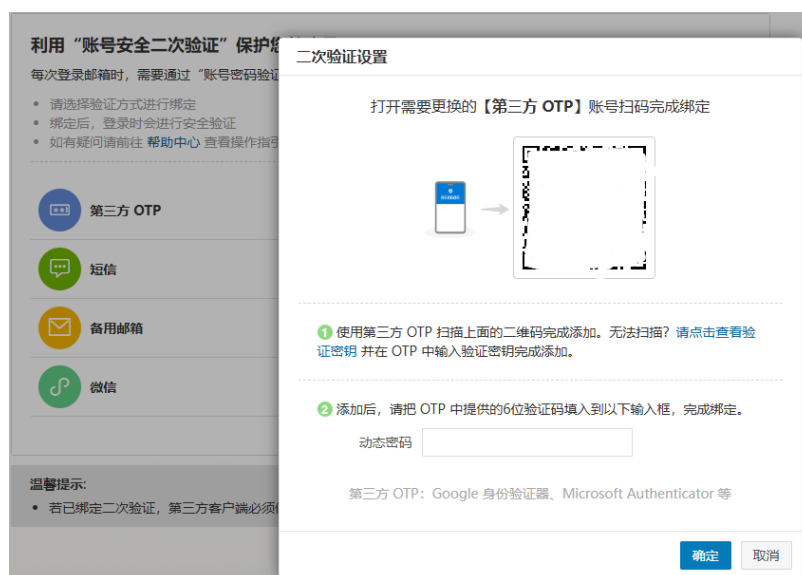 利用“账号安全二次验证”保护
每次登录邮箱时，需要通过“账号密码验证
请选择验证方式进行绑定
绑定后，登录时会进行安全验证
如有疑问请前往 帮助中心 查看操作指引
第三方 OTP
短信
备用邮箱
微信
温馨提示:
若已绑定二次验证，第三方客户端必须
二次验证设置
打开需要更换的【第三方 OTP】账号扫码完成绑定
1 使用第三方 OTP 扫描上面的二维码完成添加。无法扫描？请点击查看验
证密钥 并在 OTP 中输入验证密钥完成添加。
2 添加后，请把 OTP 中提供的6位验证码填入到以下输入框，完成绑定。
动态密码
第三方 OTP：Google 身份验证器、Microsoft Authenticator 等
确定 取消